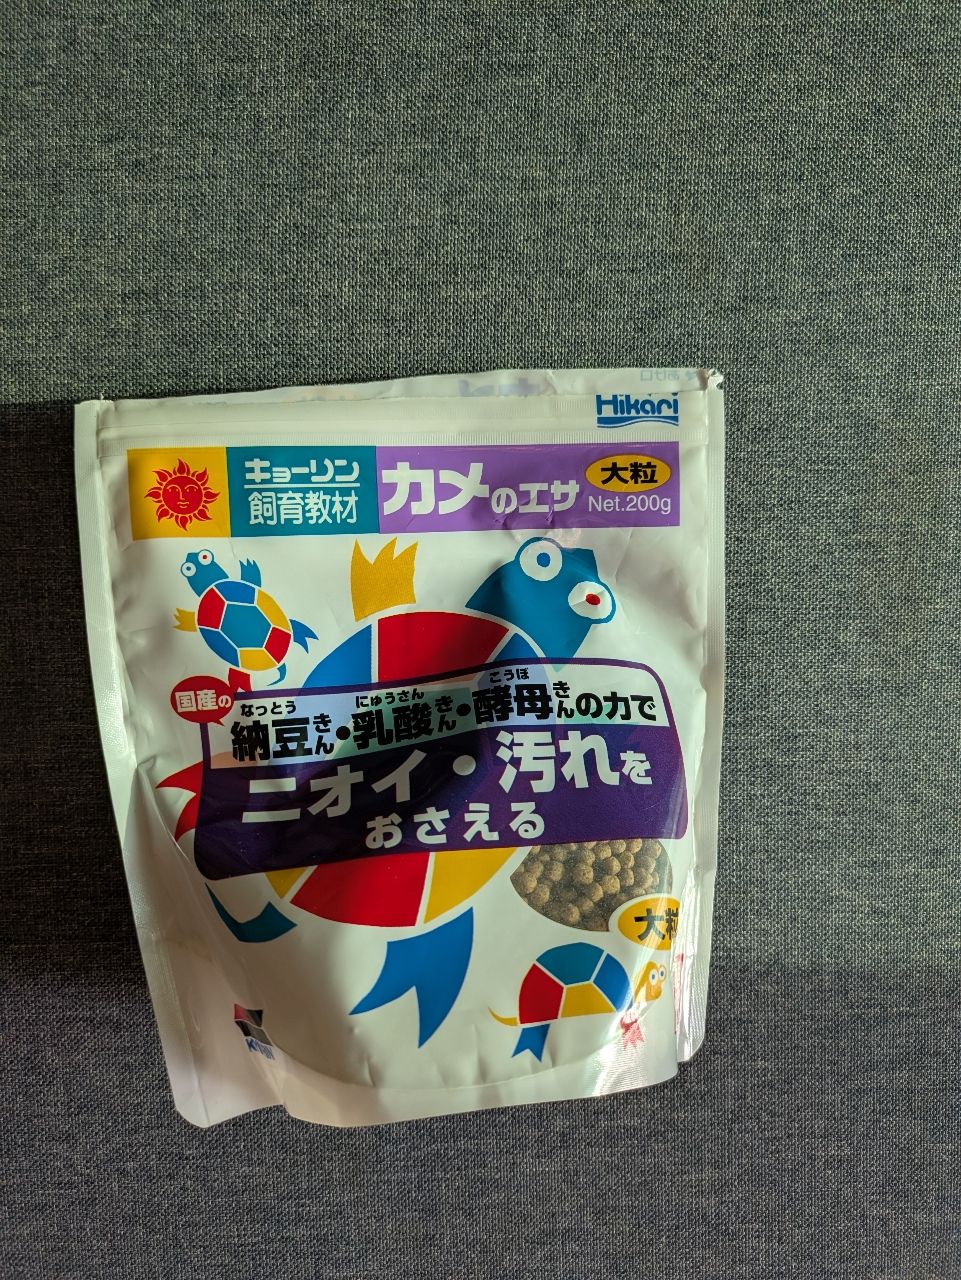 Hikari
キョーリン
飼育教材
カメのエサ
大粒
Net.200g
国産の
なっとう にゅうさん こうぼ
納豆きん・乳酸きん・酵母きんの力で
ニオイ・汚れを
おさえる
大粒